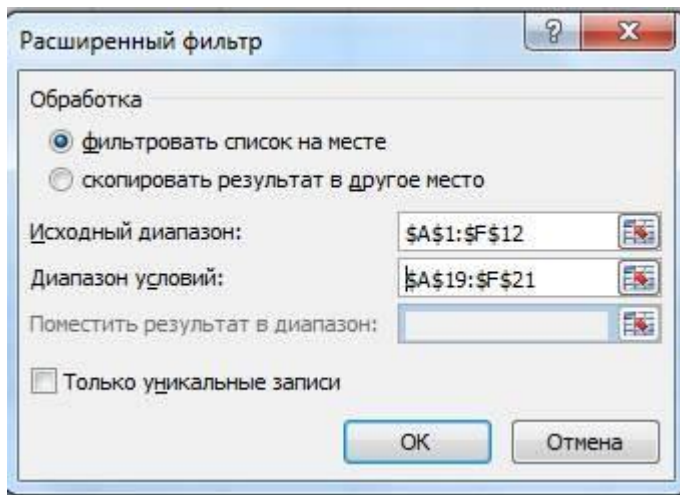 Расширенный фильтр
Обработка
фильтровать список на месте
скопировать результат в другое место
Исходный диапазон: $A$1:$F$12
Диапазон условий: $A$19:$F$21
Поместить результат в диапазон:
Только уникальные записи
ОК Отмена